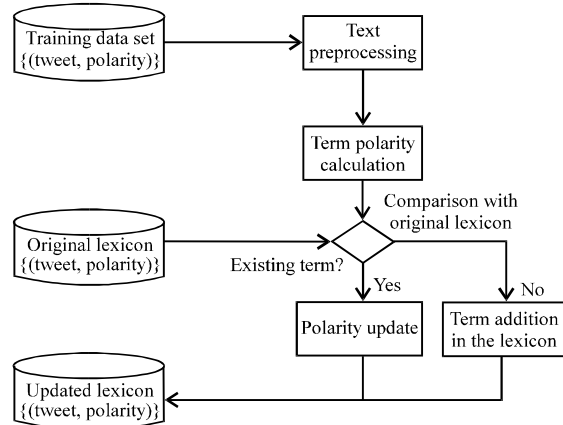 Training data set
{(tweet, polarity)}
Text
preprocessing
Term polarity
calculation
Comparison with
original lexicon
Original lexicon
{(tweet, polarity)}
Existing term?
Yes
No
Polarity update
Term addition
in the lexicon
Updated lexicon
{(tweet, polarity)}